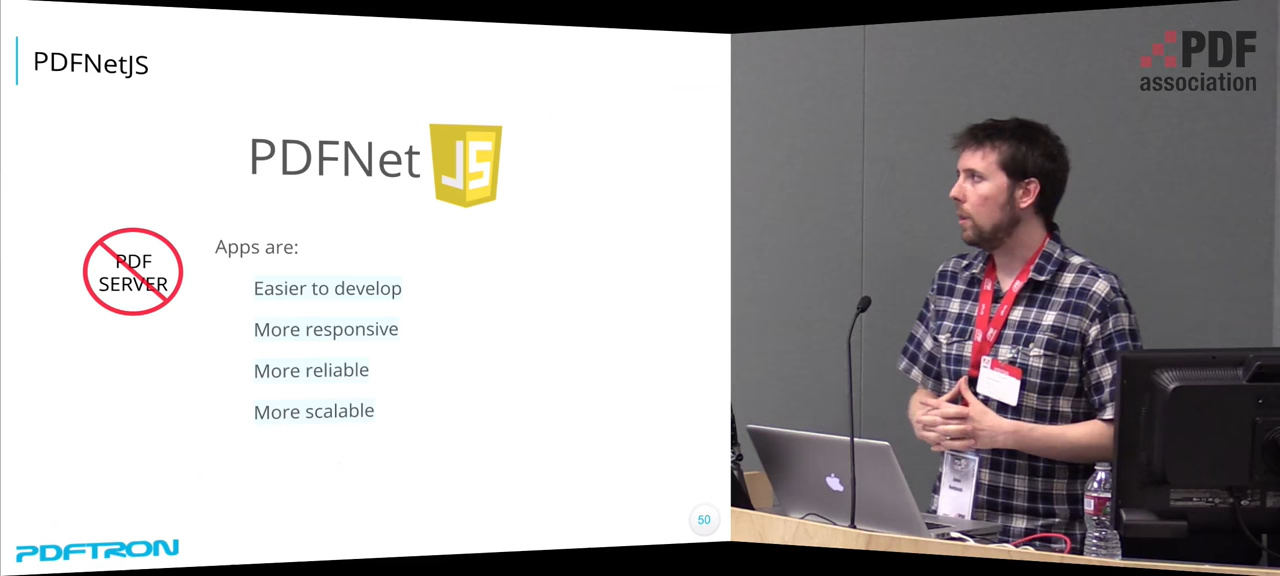 PDFNetJS
PDFNet JS
PDF
SERVER
Apps are:
Easier to develop
More responsive
More reliable
More scalable
50
PDFTRON
PDF
association